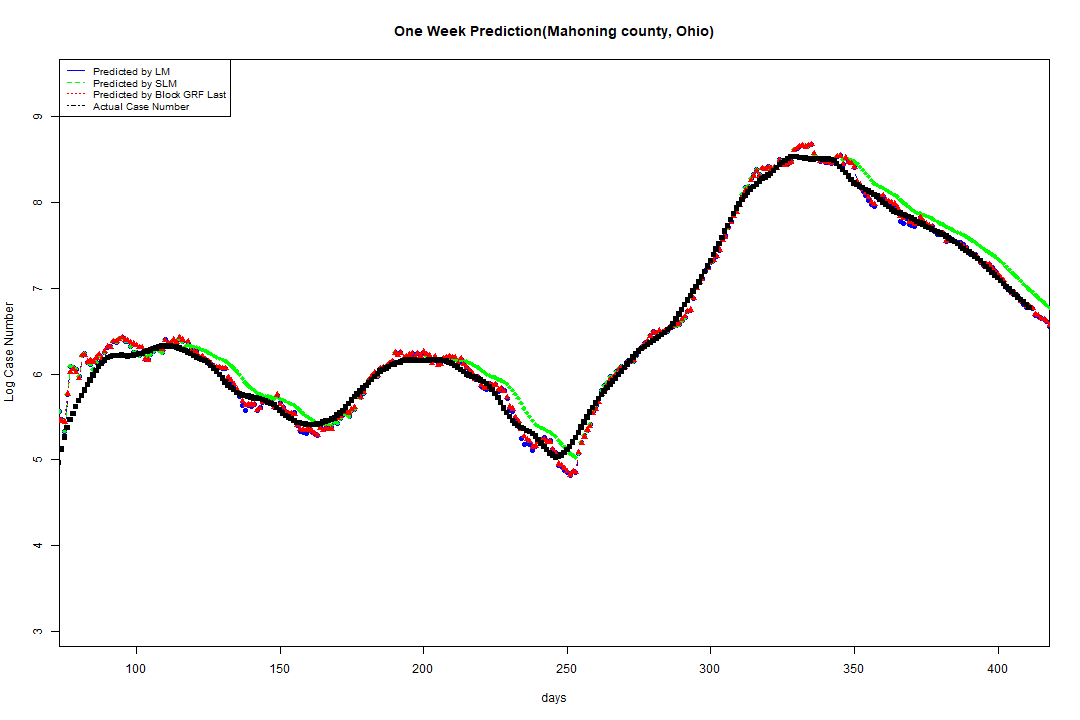 One Week Prediction(Mahoning county, Ohio)
Predicted by LM
Predicted by SLM
Predicted by Block GRF Last
Actual Case Number
9
8
7
6
5
4
3
Log Case Number
100 150 200 250 300 350 400
days